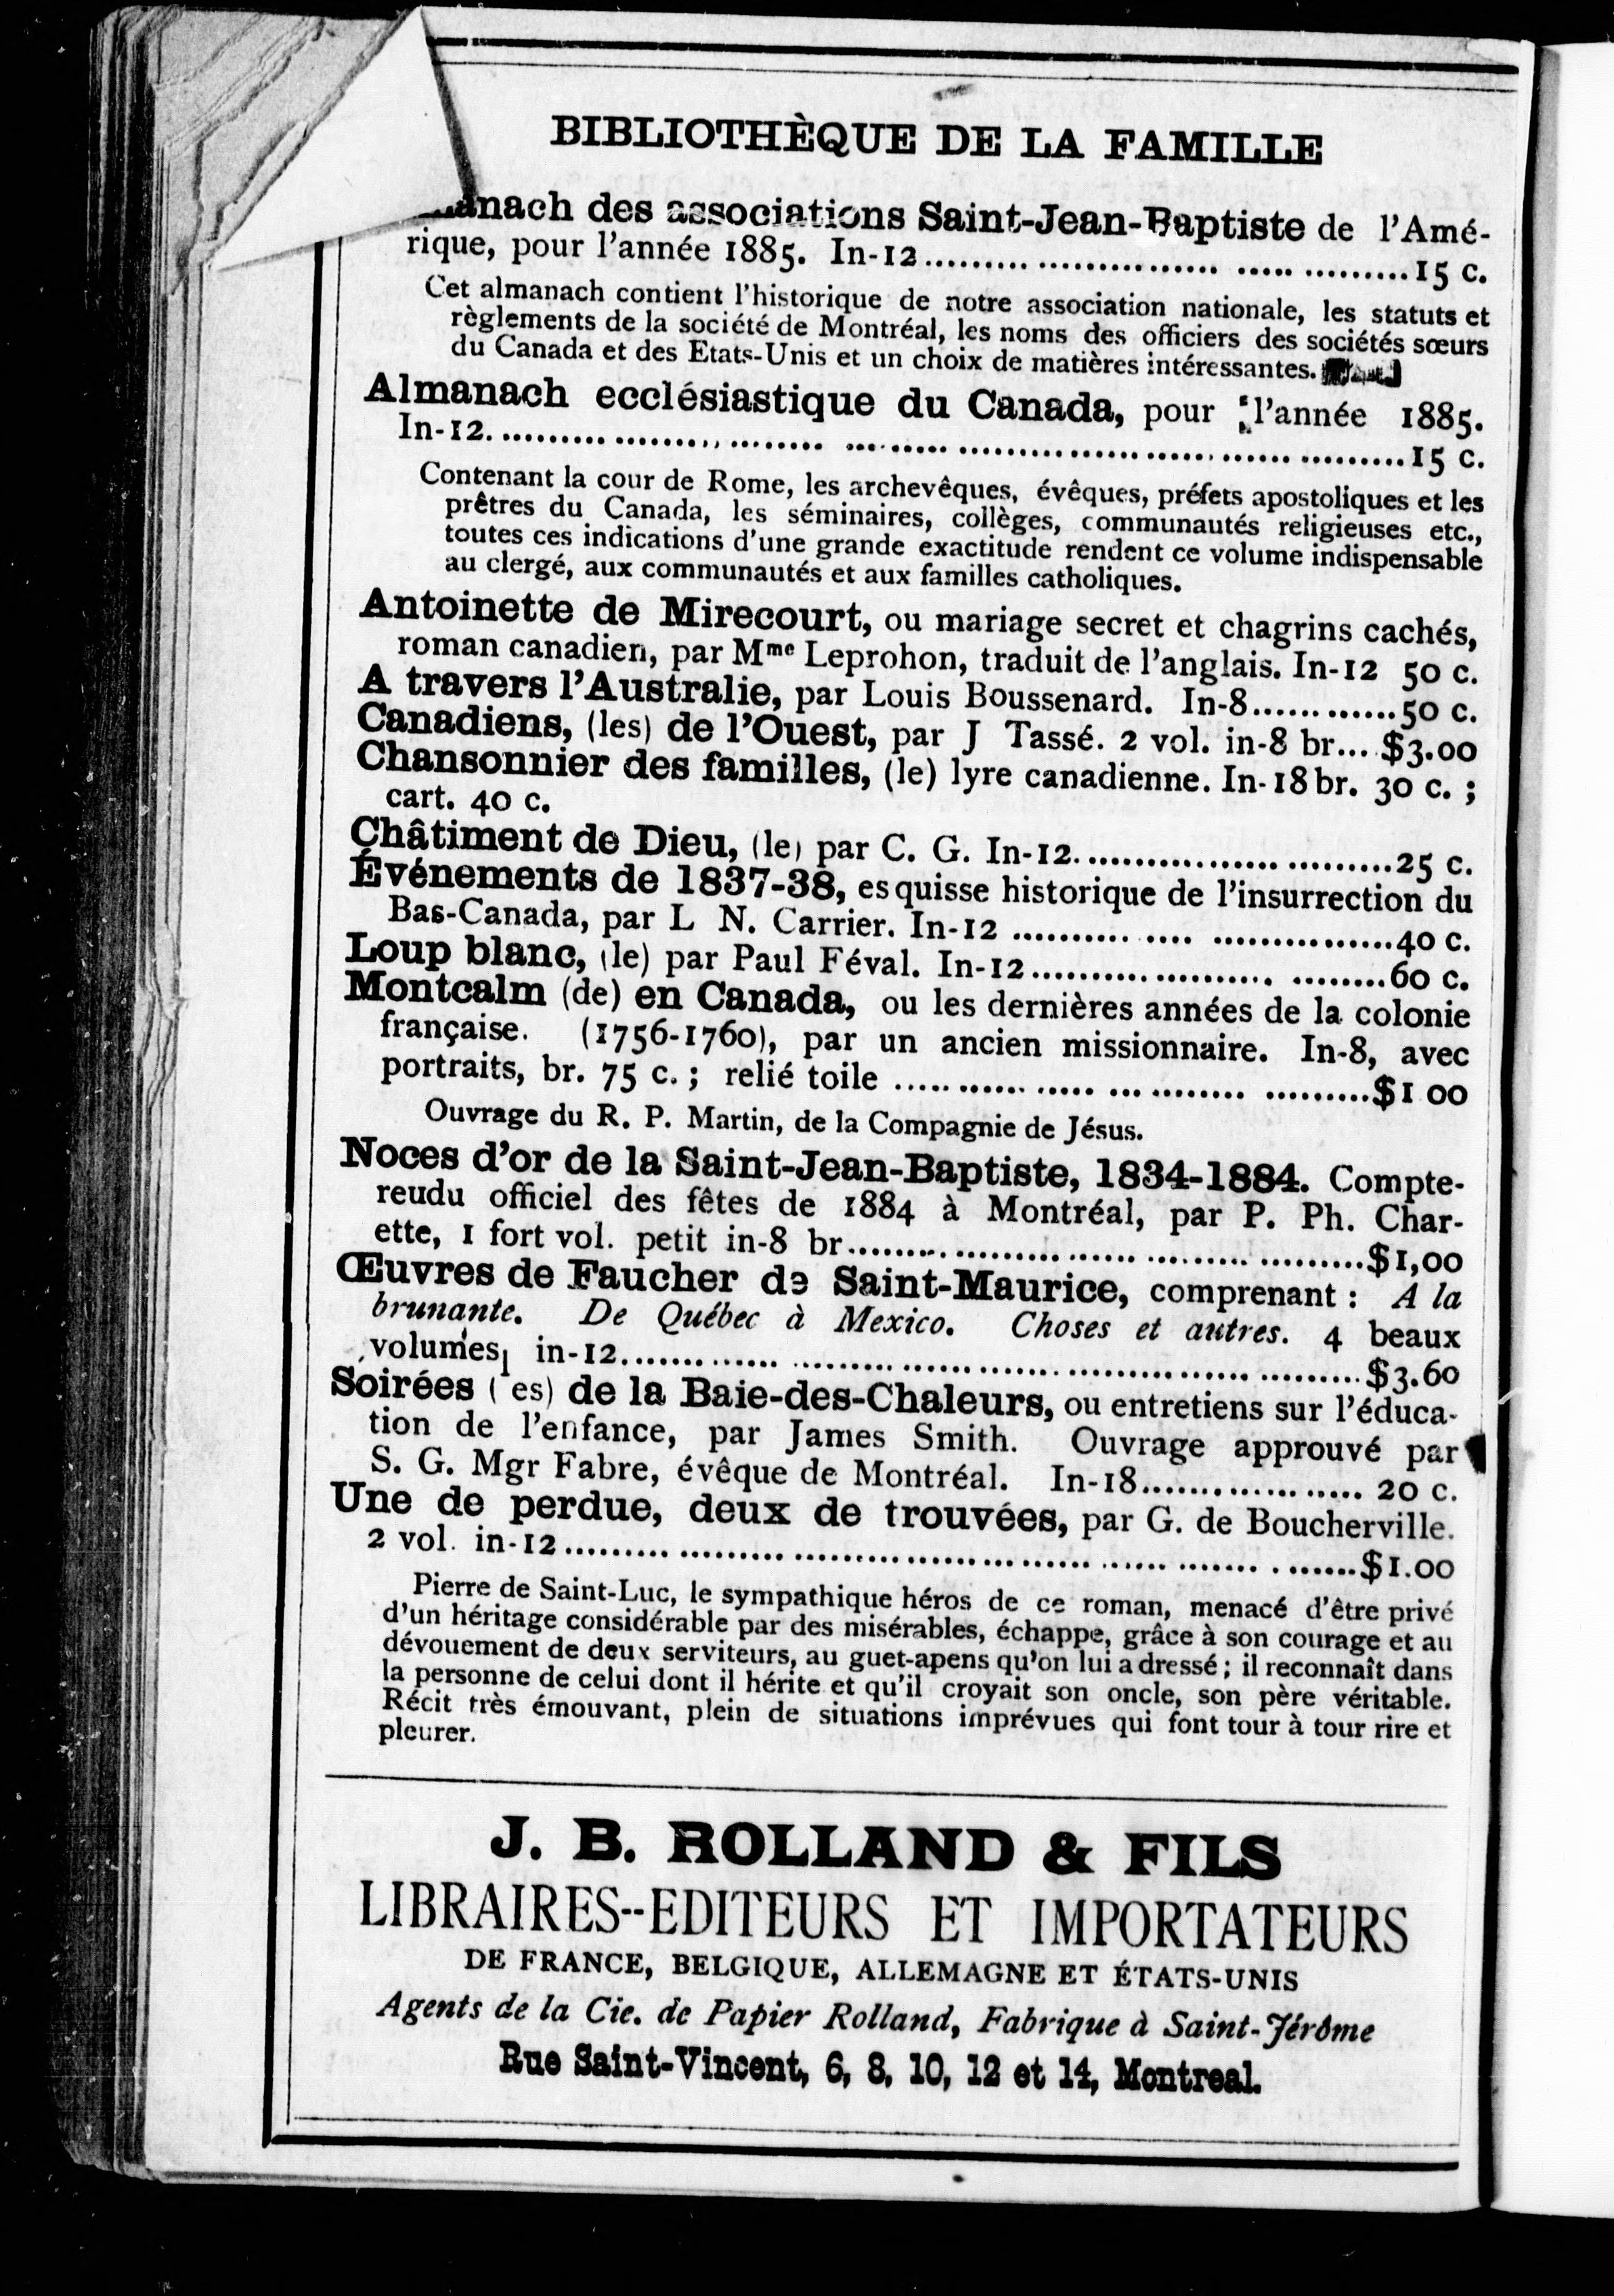 BIBLIOTHÈQUE DE LA FAMILLE
anach des associations Saint-Jean-Baptiste de l'Amé-
rique, pour l'année 1885. In-12.................................15 c.
Cet almanach contient l'historique de notre association nationale, les statuts et
règlements de la société de Montréal, les noms des officiers des sociétés sœurs
du Canada et des Etats-Unis et un choix de matières intéressantes.
Almanach ecclésiastique du Canada, pour l'année 1885.
In-12..................................................................15 c.
Contenant la cour de Rome, les archevêques, évêques, préfets apostoliques et les
prêtres du Canada, les séminaires, collèges, communautés religieuses etc.,
toutes ces indications d'une grande exactitude rendent ce volume indispensable
au clergé, aux communautés et aux familles catholiques.
Antoinette de Mirecourt, ou mariage secret et chagrins cachés,
roman canadien, par Mme Leprohon, traduit de l'anglais. In-12 50 c.
A travers l'Australie, par Louis Boussenard. In-8............50 c.
Canadiens, (les) de l'Ouest, par J Tassé. 2 vol. in-8 br....$3.00
Chansonnier des familles, (le) lyre canadienne. In-18 br. 30 c. ;
cart. 40 c.
Châtiment de Dieu, (le) par C. G. In-12............................25 c.
Événements de 1837-38, esquisse historique de l'insurrection du
Bas-Canada, par L N. Carrier. In-12 .............................40 c.
Loup blanc, (le) par Paul Féval. In-12.............................60 c.
Montcalm (de) en Canada, ou les dernières années de la colonie
française. (1756-1760), par un ancien missionnaire. In-8, avec
portraits, br. 75 c. ; relié toile .....................................$1 00
Ouvrage du R. P. Martin, de la Compagnie de Jésus.
Noces d'or de la Saint-Jean-Baptiste, 1834-1884. Compte-
reudu officiel des fêtes de 1884 à Montréal, par P. Ph. Char-
ette, 1 fort vol. petit in-8 br..........................................$1,00
Œuvres de Faucher de Saint-Maurice, comprenant : A la
brunante. De Québec à Mexico. Choses et autres. 4 beaux
volumes, in-12............................................................$3.60
Soirées ( es) de la Baie-des-Chaleurs, ou entretiens sur l'éduca-
tion de l'enfance, par James Smith. Ouvrage approuvé par
S. G. Mgr Fabre, évêque de Montréal. In-18.................... 20 c.
Une de perdue, deux de trouvées, par G. de Boucherville.
2 vol. in-12.................................................................$1.00
Pierre de Saint-Luc, le sympathique héros de ce roman, menacé d'être privé
d'un héritage considérable par des misérables, échappe, grâce à son courage et au
dévouement de deux serviteurs, au guet-apens qu'on lui a dressé ; il reconnaît dans
la personne de celui dont il hérite et qu'il croyait son oncle, son père véritable.
Récit très émouvant, plein de situations imprévues qui font tour à tour rire et
pleurer.
J. B. ROLLAND & FILS
LIBRAIRES--EDITEURS ET IMPORTATEURS
DE FRANCE, BELGIQUE, ALLEMAGNE ET ÉTATS-UNIS
Agents de la Cie. de Papier Rolland, Fabrique à Saint-Jérôme
Rue Saint-Vincent, 6, 8, 10, 12 et 14, Montreal.